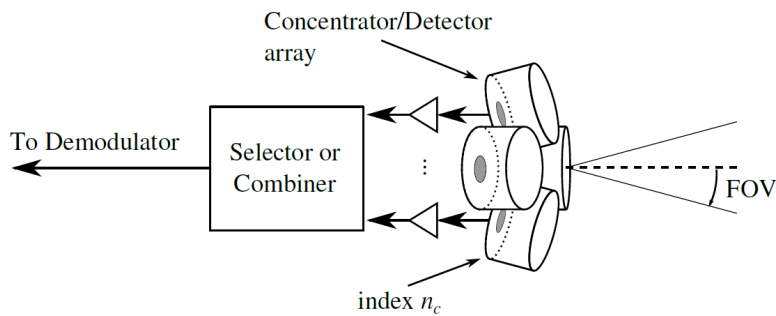 Concentrator/Detector
array
To Demodulator
Selector or
Combiner
...
FOV
index n_c